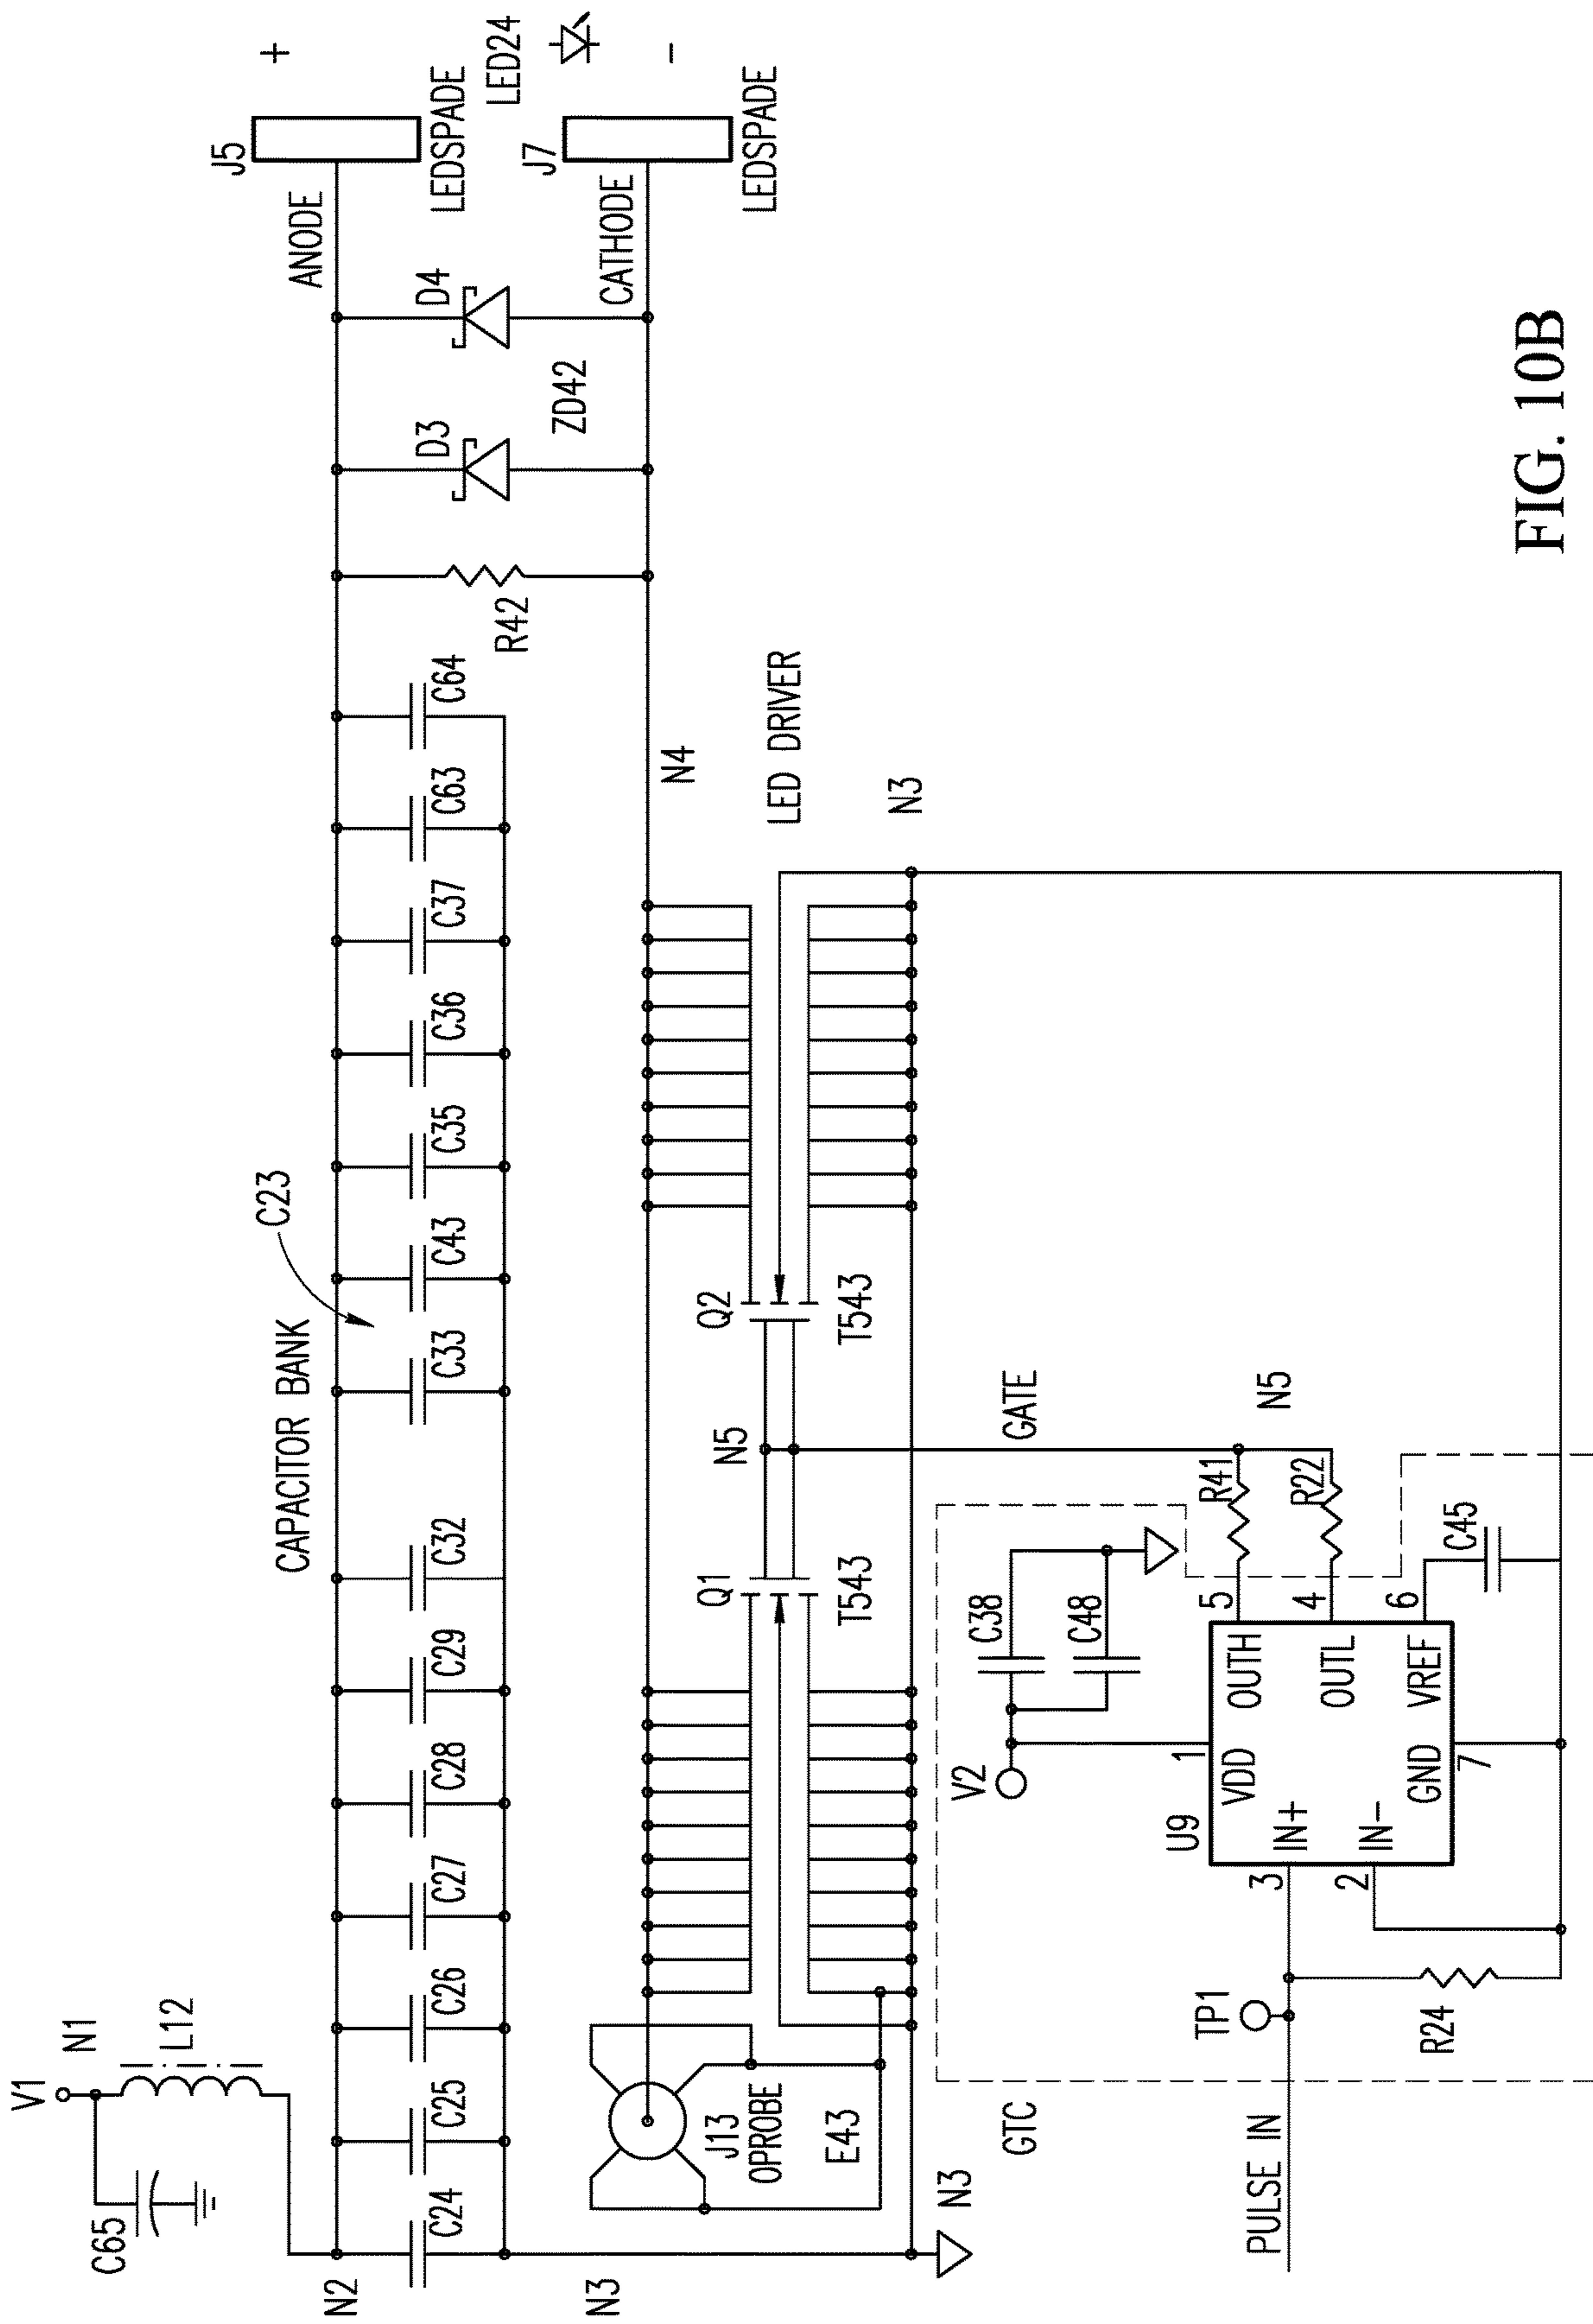 V1
N1
L12
C65
N2
CAPACITOR BANK
C23
C24
C25
C26
C27
C28
C29
C32
C33
C43
C35
C36
C37
C63
C64
R42
D3
D4
ZD42
ANODE
J5
+
LEDSPADE
LED24
CATHODE
J7
-
LEDSPADE
N3
J13
OPROBE
E43
N3
Q1
T543
N5
Q2
T543
N4
LED DRIVER
N3
GATE
N5
GTC
PULSE IN
TP1
R24
V2
C38
C48
U9
1
VDD
3
IN+
2
IN-
GND
7
OUTH
5
OUTL
4
VREF
6
R41
R22
C45
FIG. 10B